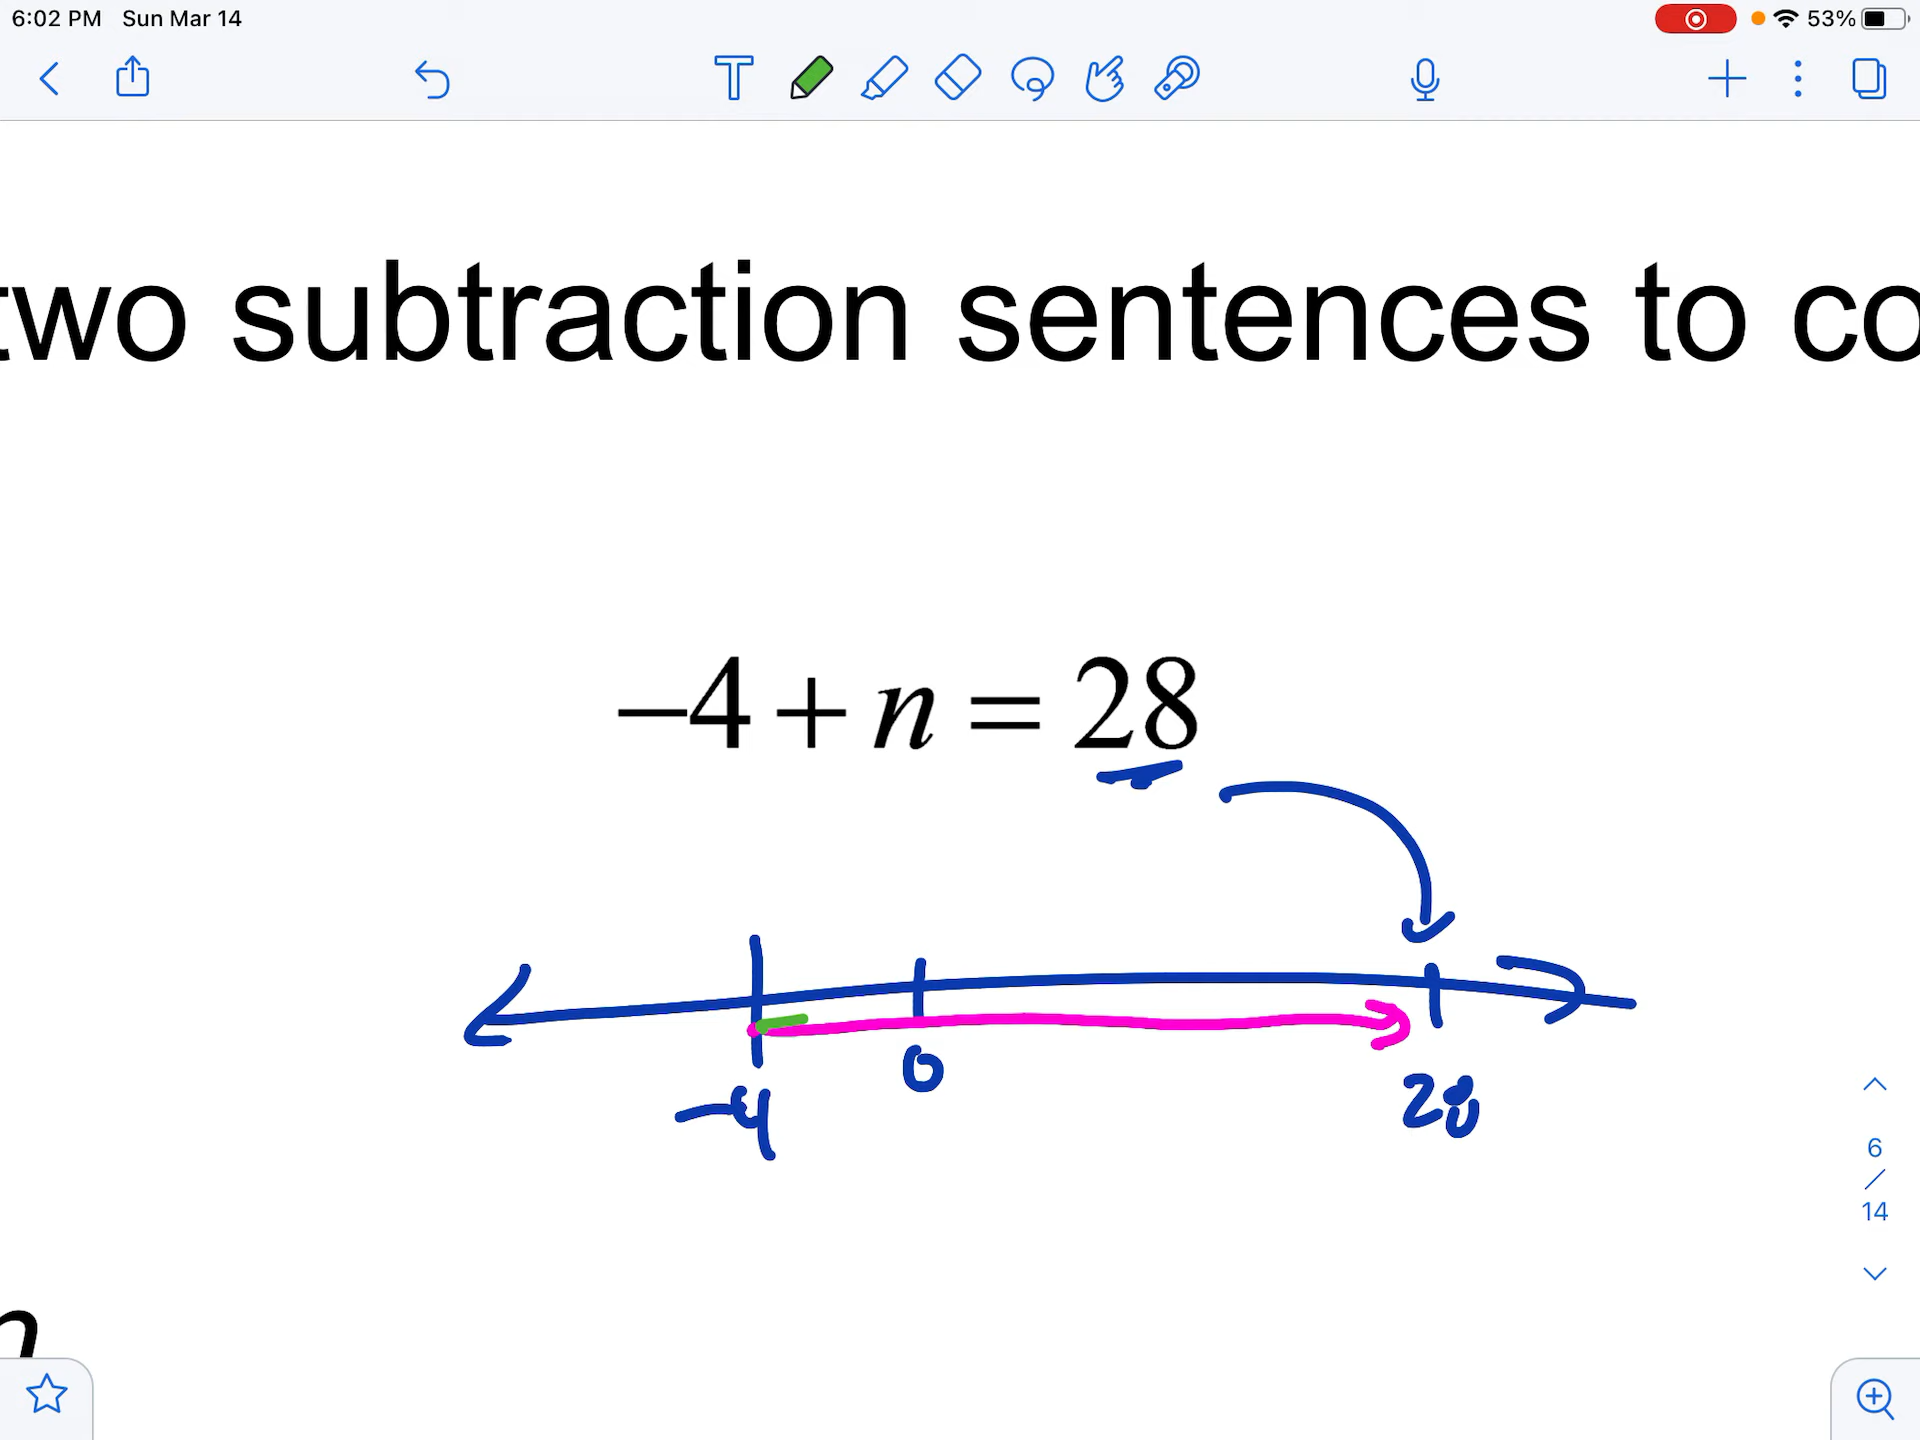 6:02 PM Sun Mar 14 53%
T
two subtraction sentences to co
−4 + n = 28
-4 0 28
6
/
14